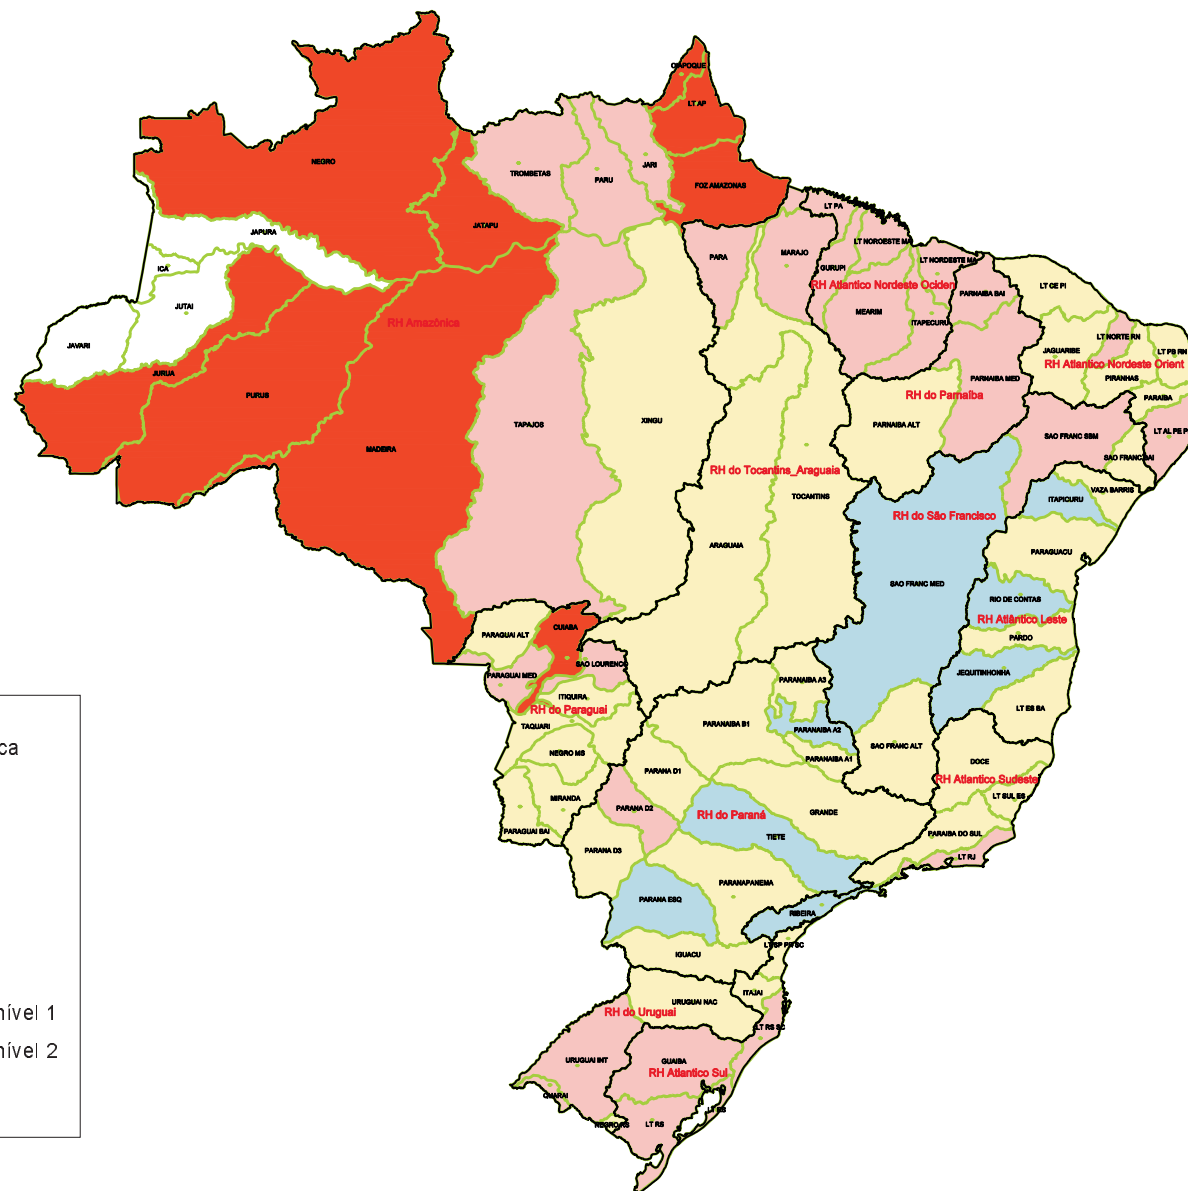 OIAPOQUE
LT AP
NEGRO
TROMBETAS
PARU
JARI
FOZ AMAZONAS
JATAPU
LT PA
JAPURA
ICA
JUTAI
JAVARI
JURUA
PURUS
MADEIRA
RH Amazônica
PARA
MARAJO
GURUPI
LT NOROESTE MA
LT NORDESTE MA
RH Atlantico Nordeste Ociden
MEARIM
ITAPECURU
PARNAIBA BAI
LT CE PI
LT NORTE RN
JAGUARIBE
LT PB RN
RH Atlantico Nordeste Orient
PIRANHAS
PARAIBA
PARNAIBA MED
RH do Parnaíba
PARNAIBA ALT
TAPAJOS
XINGU
LT AL PE P
SAO FRANC SBM
SAO FRANC BAI
RH do Tocantins_Araguaia
TOCANTINS
ARAGUAIA
VAZA BARRIS
ITAPICURU
RH do São Francisco
PARAGUACU
SAO FRANC MED
RIO DE CONTAS
RH Atlântico Leste
PARDO
JEQUITINHONHA
LT ES BA
CUIABA
PARAGUAI ALT
SAO LOURENCO
PARAGUAI MED
ITIQUIRA
RH do Paraguai
TAQUARI
NEGRO MS
MIRANDA
PARAGUAI BAI
PARANAIBA A3
PARANAIBA B1
PARANAIBA A2
PARANAIBA A1
SAO FRANC ALT
DOCE
RH Atlantico Sudeste
LT SUL ES
PARAIBA DO SUL
LT RJ
PARANA D1
PARANA D2
PARANA D3
RH do Paraná
GRANDE
TIETE
PARANAPANEMA
PARANA ESQ
RIBEIRA
LT SP PR SC
IGUACU
ITAJAI
URUGUAI NAC
RH do Uruguai
LT RS SC
URUGUAI INT
GUAIBA
RH Atlantico Sul
QUARAI
NEGRO RS
LT RS
LT RS
ca
nível 1
nível 2